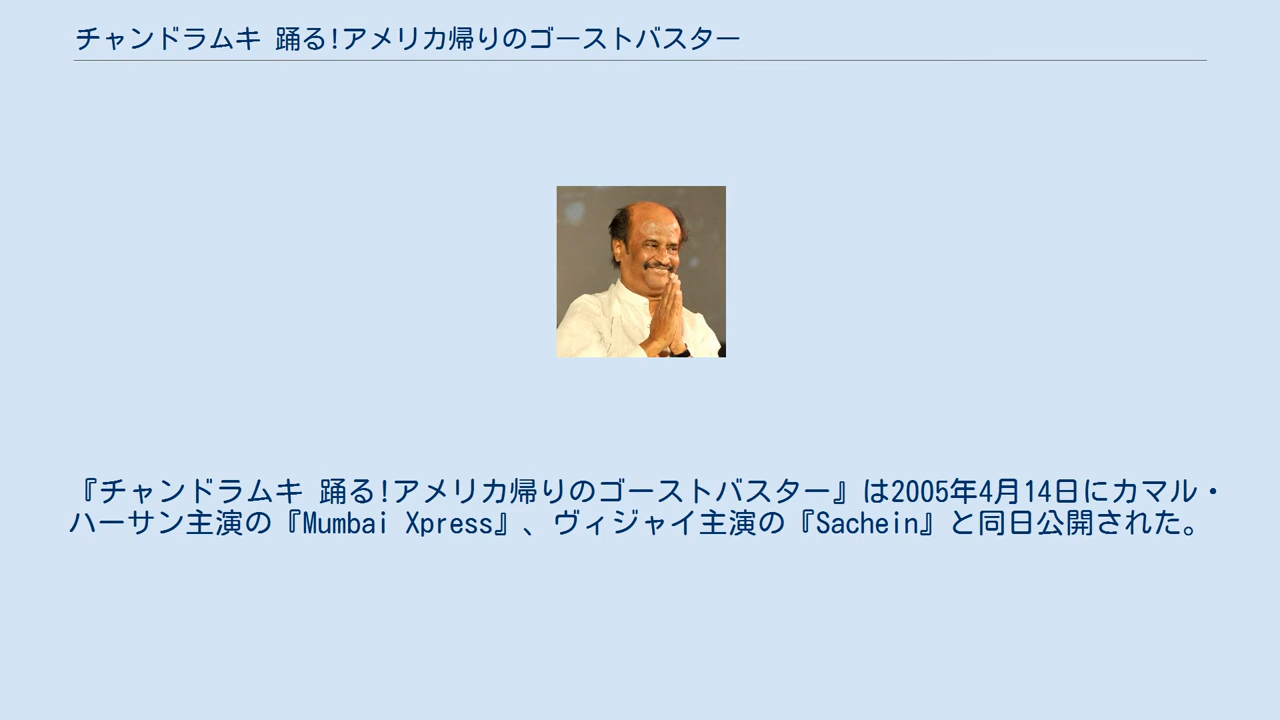 チャンドラムキ 踊る!アメリカ帰りのゴーストバスター
『チャンドラムキ 踊る!アメリカ帰りのゴーストバスター』は2005年4月14日にカマル・
ハーサン主演の『Mumbai Xpress』、ヴィジャイ主演の『Sachein』と同日公開された。